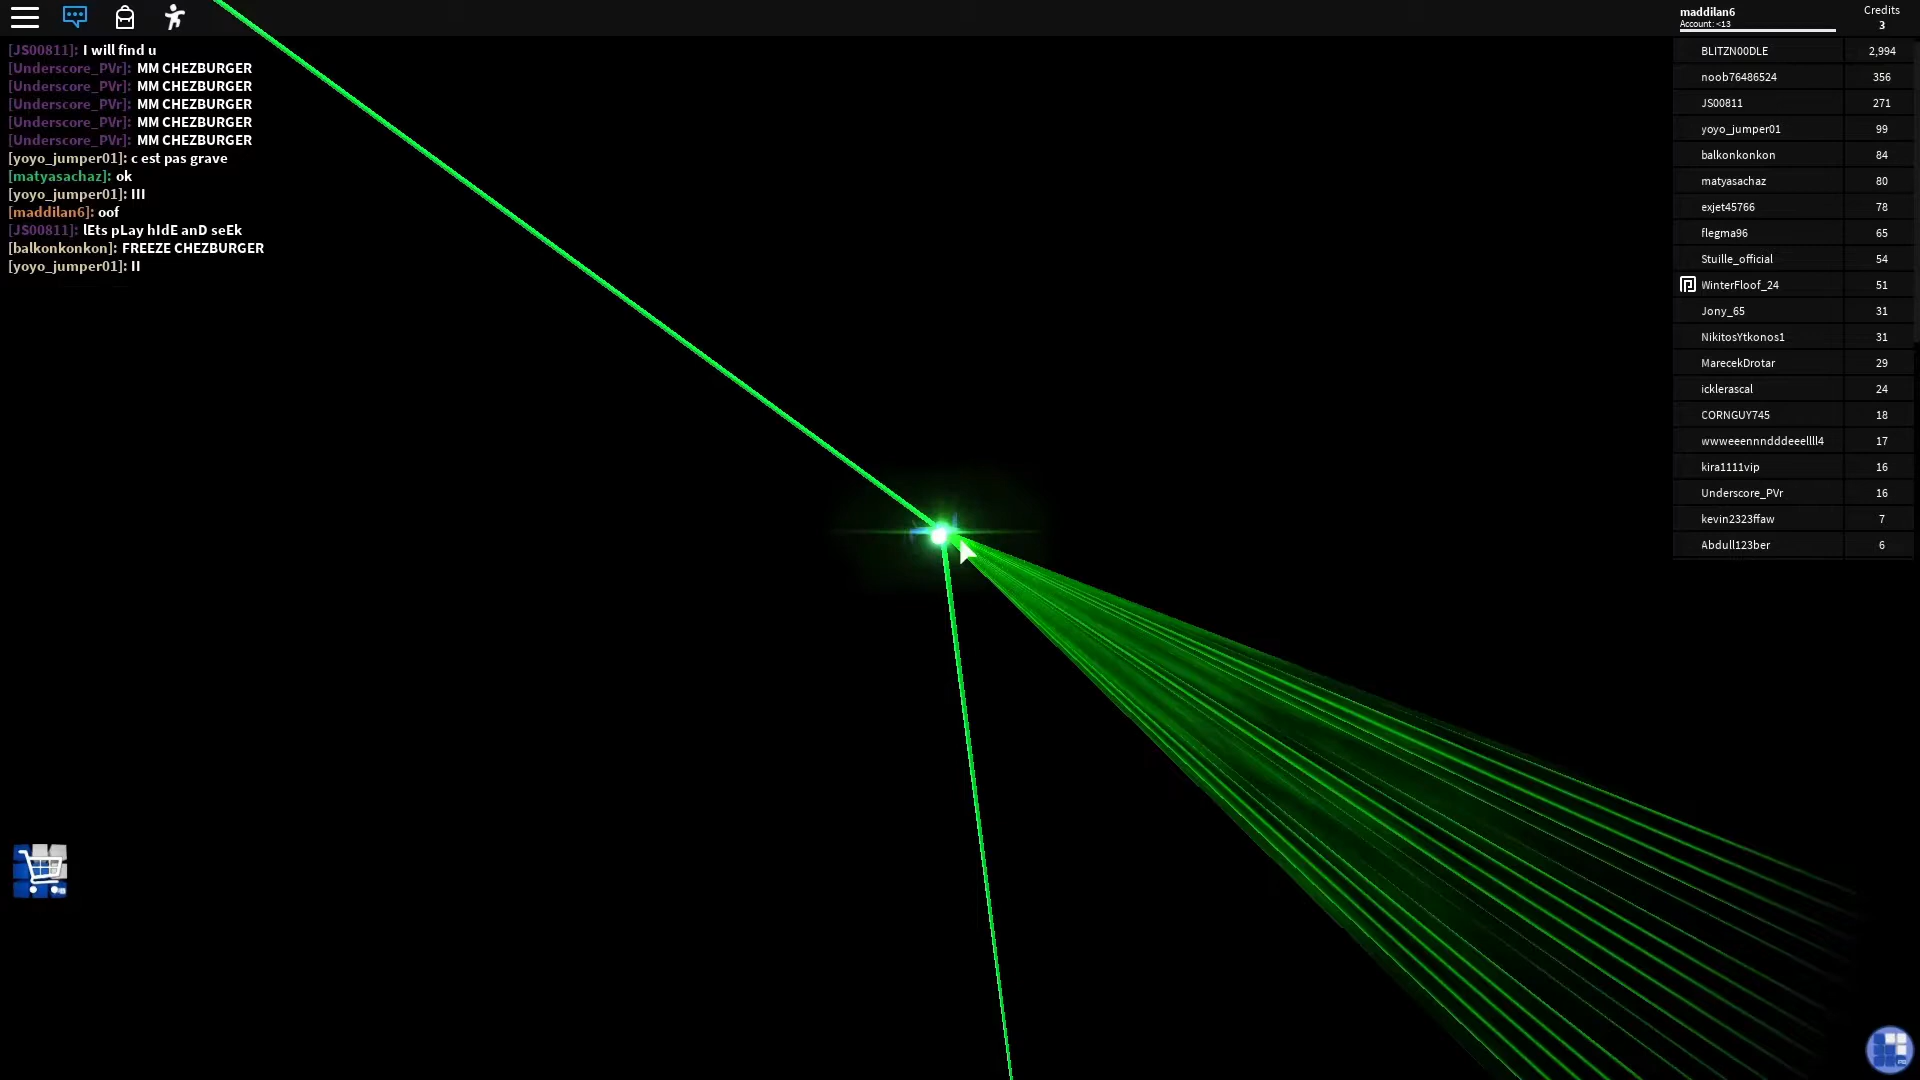 maddilan6
Account: <13
Credits
3
[JS00811]: I will find u
[Underscore_PVr]: MM CHEZBURGER
[Underscore_PVr]: MM CHEZBURGER
[Underscore_PVr]: MM CHEZBURGER
[Underscore_PVr]: MM CHEZBURGER
[Underscore_PVr]: MM CHEZBURGER
[yoyo_jumper01]: c est pas grave
[matyasachaz]: ok
[yoyo_jumper01]: III
[maddilan6]: oof
[JS00811]: lEts pLay hIdE anD seEk
[balkonkonkon]: FREEZE CHEZBURGER
[yoyo_jumper01]: II
BLITZN00DLE 2,994
noob76486524 356
JS00811 271
yoyo_jumper01 99
balkonkonkon 84
matyasachaz 80
exjet45766 78
flegma96 65
Stuille_official 54
WinterFloof_24 51
Jony_65 31
NikitosYtkonos1 31
MarecekDrotar 29
icklerascal 24
CORNGUY745 18
wwweeennndddeeellll4 17
kira1111vip 16
Underscore_PVr 16
kevin2323ffaw 7
Abdull123ber 6